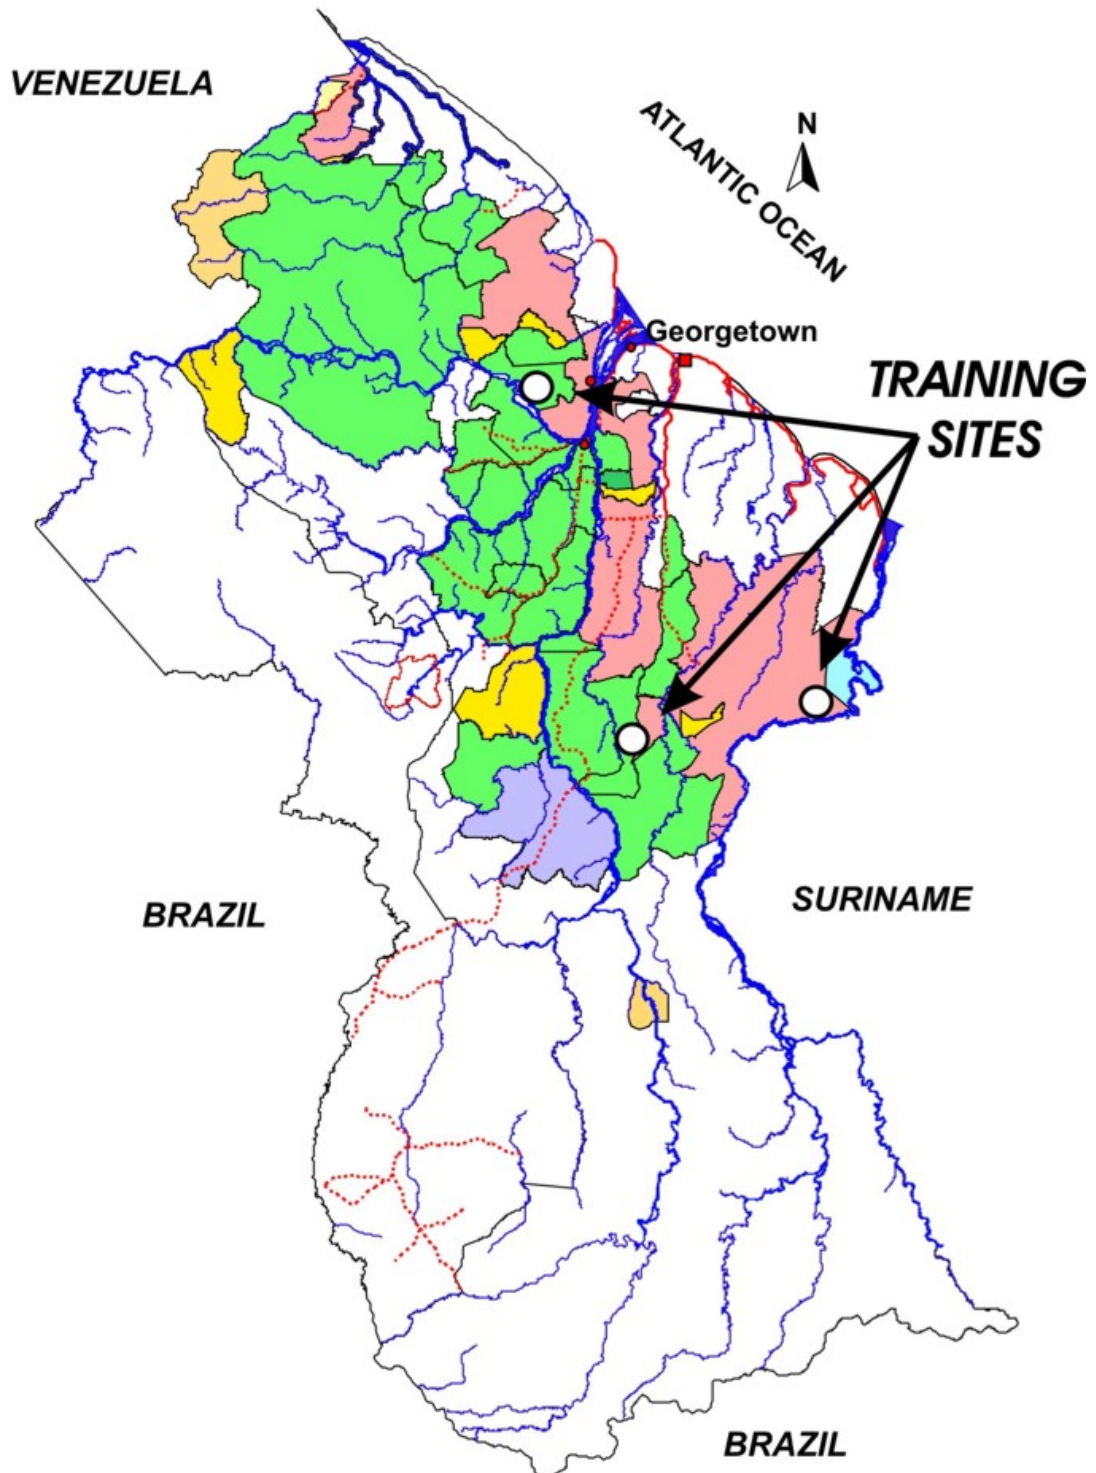 VENEZUELA
ATLANTIC OCEAN
N
Georgetown
TRAINING
SITES
BRAZIL
SURINAME
BRAZIL